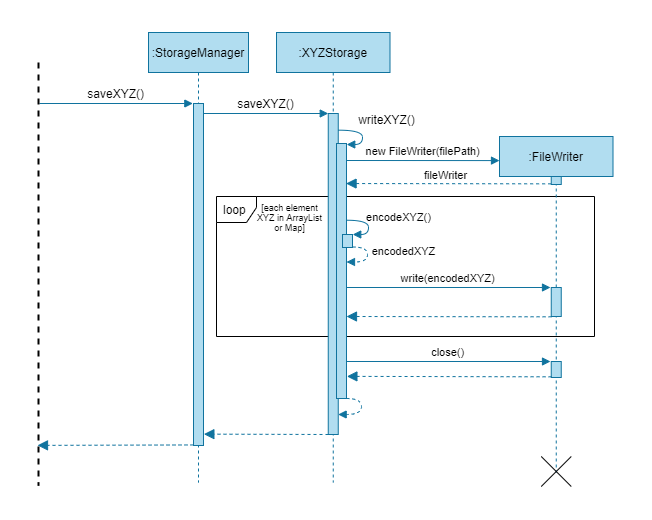 :StorageManager
:XYZStorage
saveXYZ()
saveXYZ()
writeXYZ()
new FileWriter(filePath)
:FileWriter
fileWriter
loop
[each element
XYZ in ArrayList
or Map]
encodeXYZ()
encodedXYZ
write(encodedXYZ)
close()